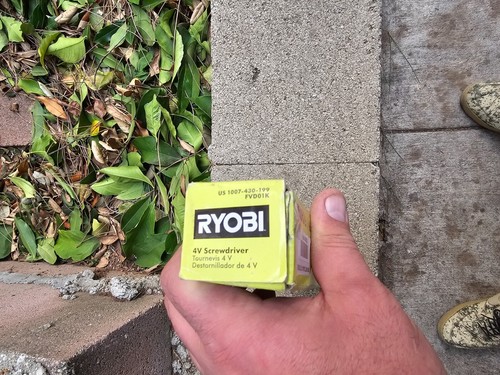 US 1007-430-199
FVD01K
RYOBI
4V Screwdriver
Tournevis 4 V
Destornillador de 4 V